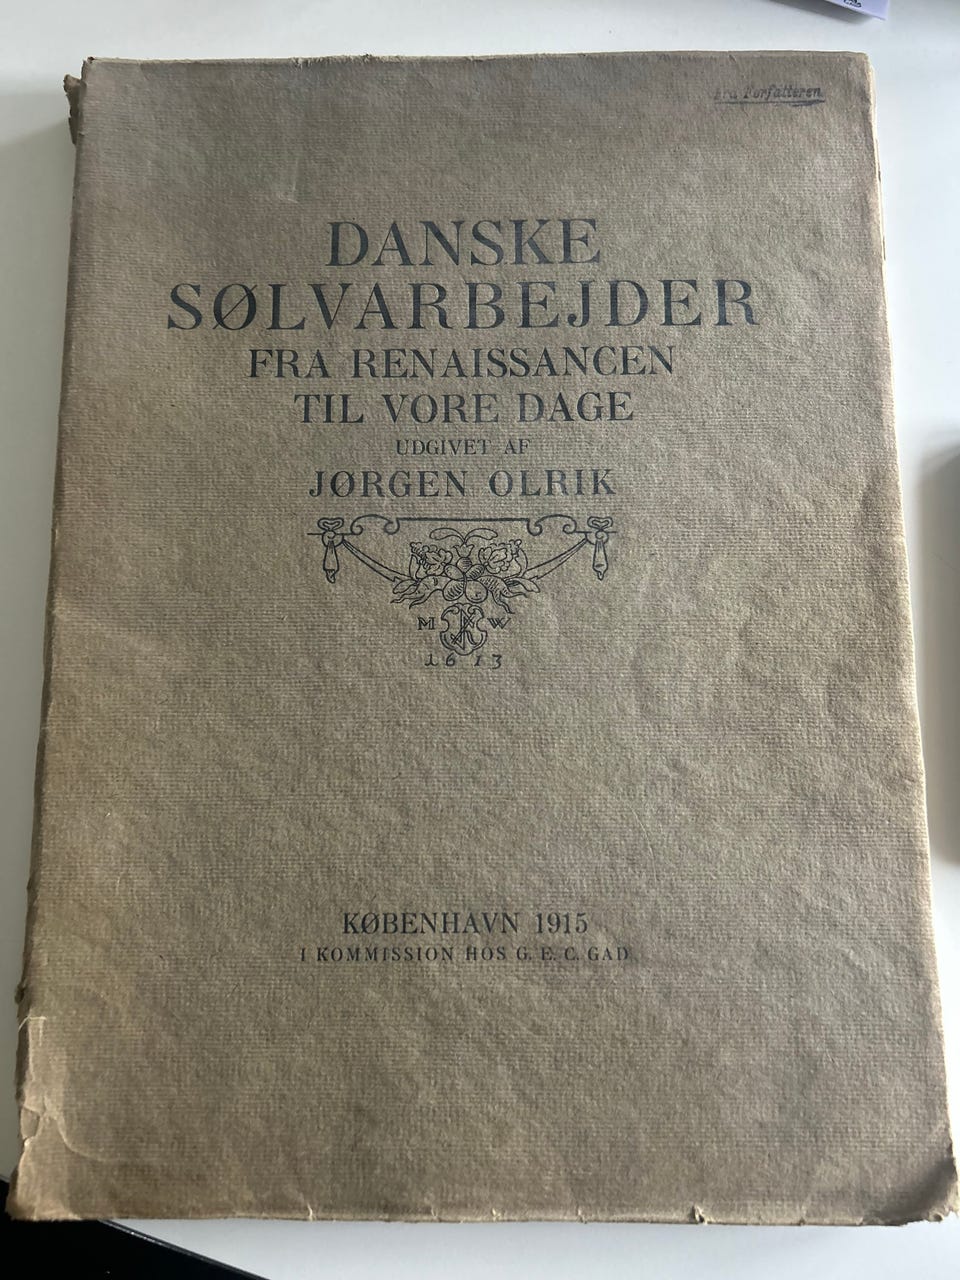 Fra Forfatteren
DANSKE
SØLVARBEJDER
FRA RENAISSANCEN
TIL VORE DAGE
UDGIVET AF
JØRGEN OLRIK
M W
1613
KØBENHAVN 1915
I KOMMISSION HOS G. E. C. GAD